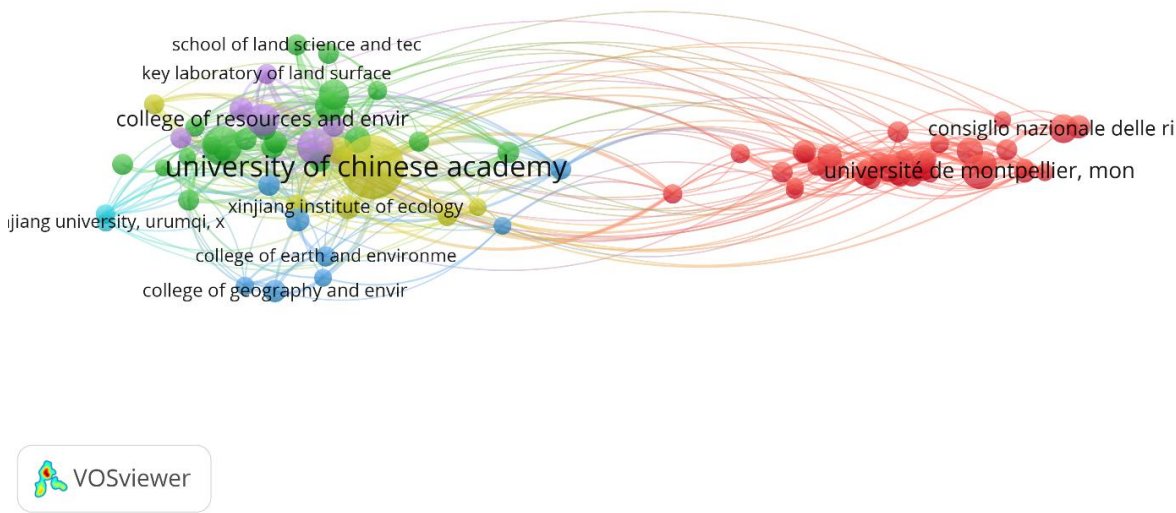 school of land science and tec
key laboratory of land surface
college of resources and envir
consiglio nazionale delle ri
university of chinese academy
université de montpellier, mon
xinjiang institute of ecology
jiang university, urumqi, x
college of earth and environme
college of geography and envir
VOSviewer